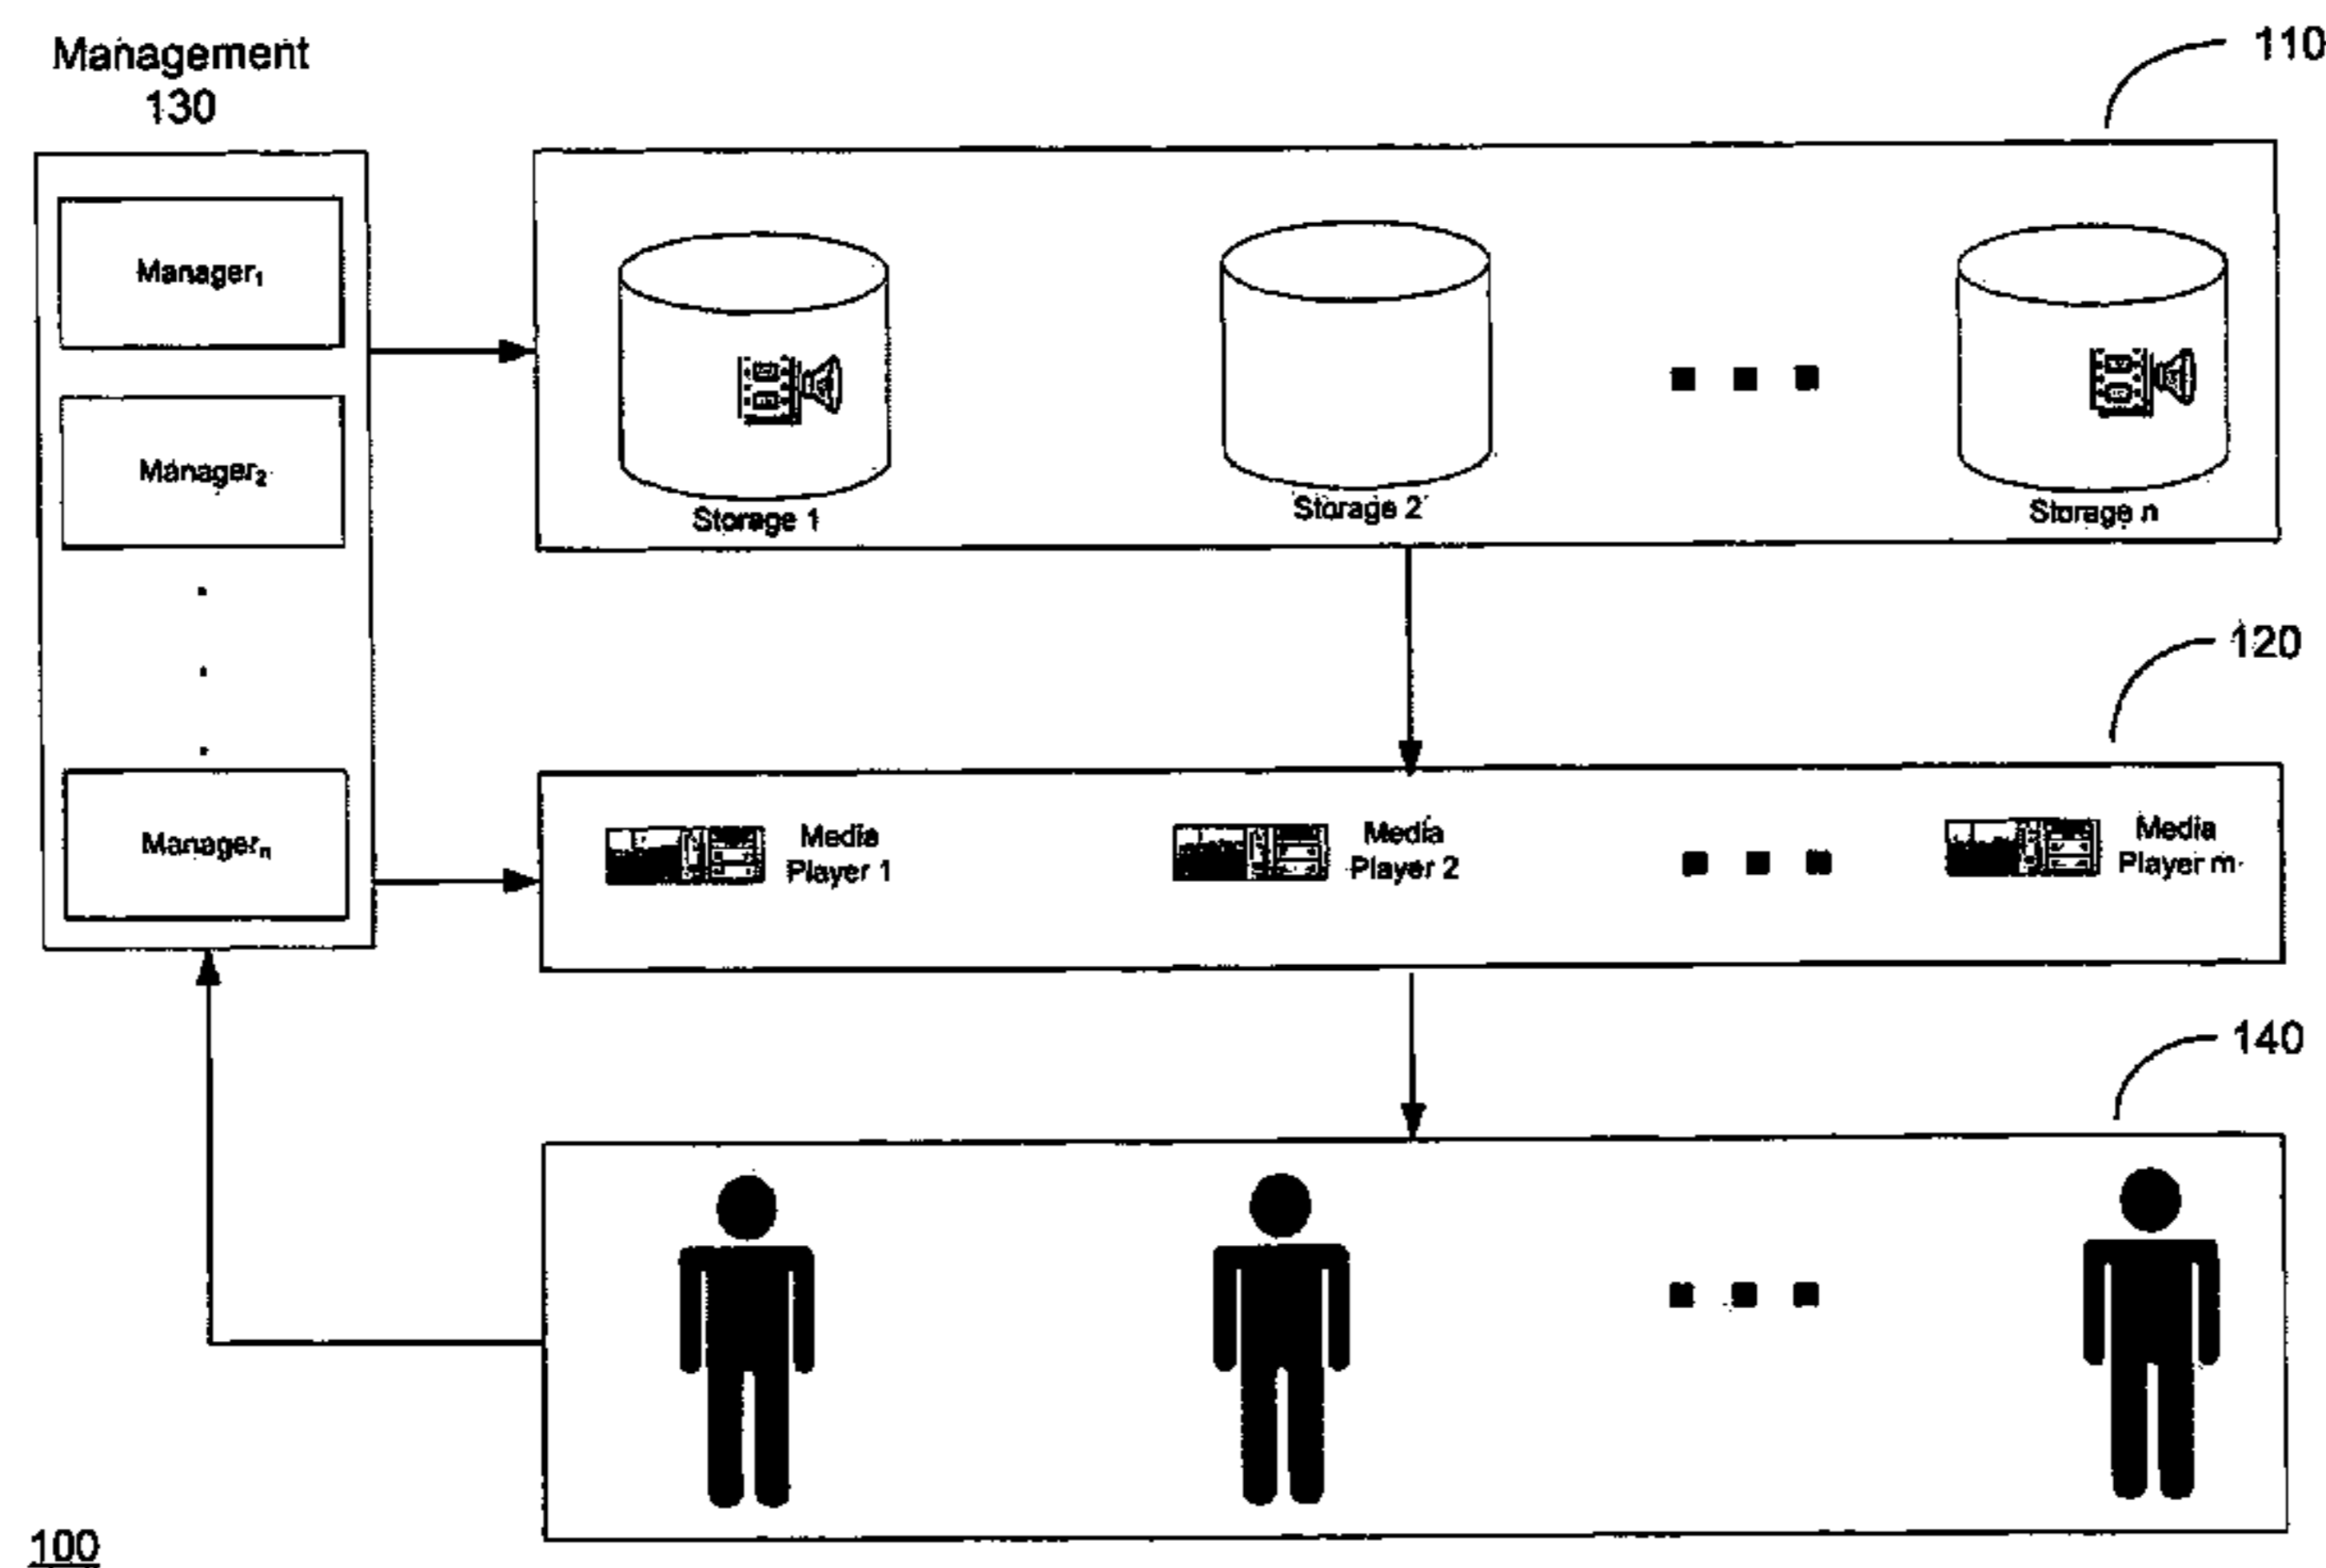 Management
130
110
Manager₁
Manager₂
Managerₙ
Storage 1
Storage 2
Storage n
120
Media
Player 1
Media
Player 2
Media
Player m
140
100